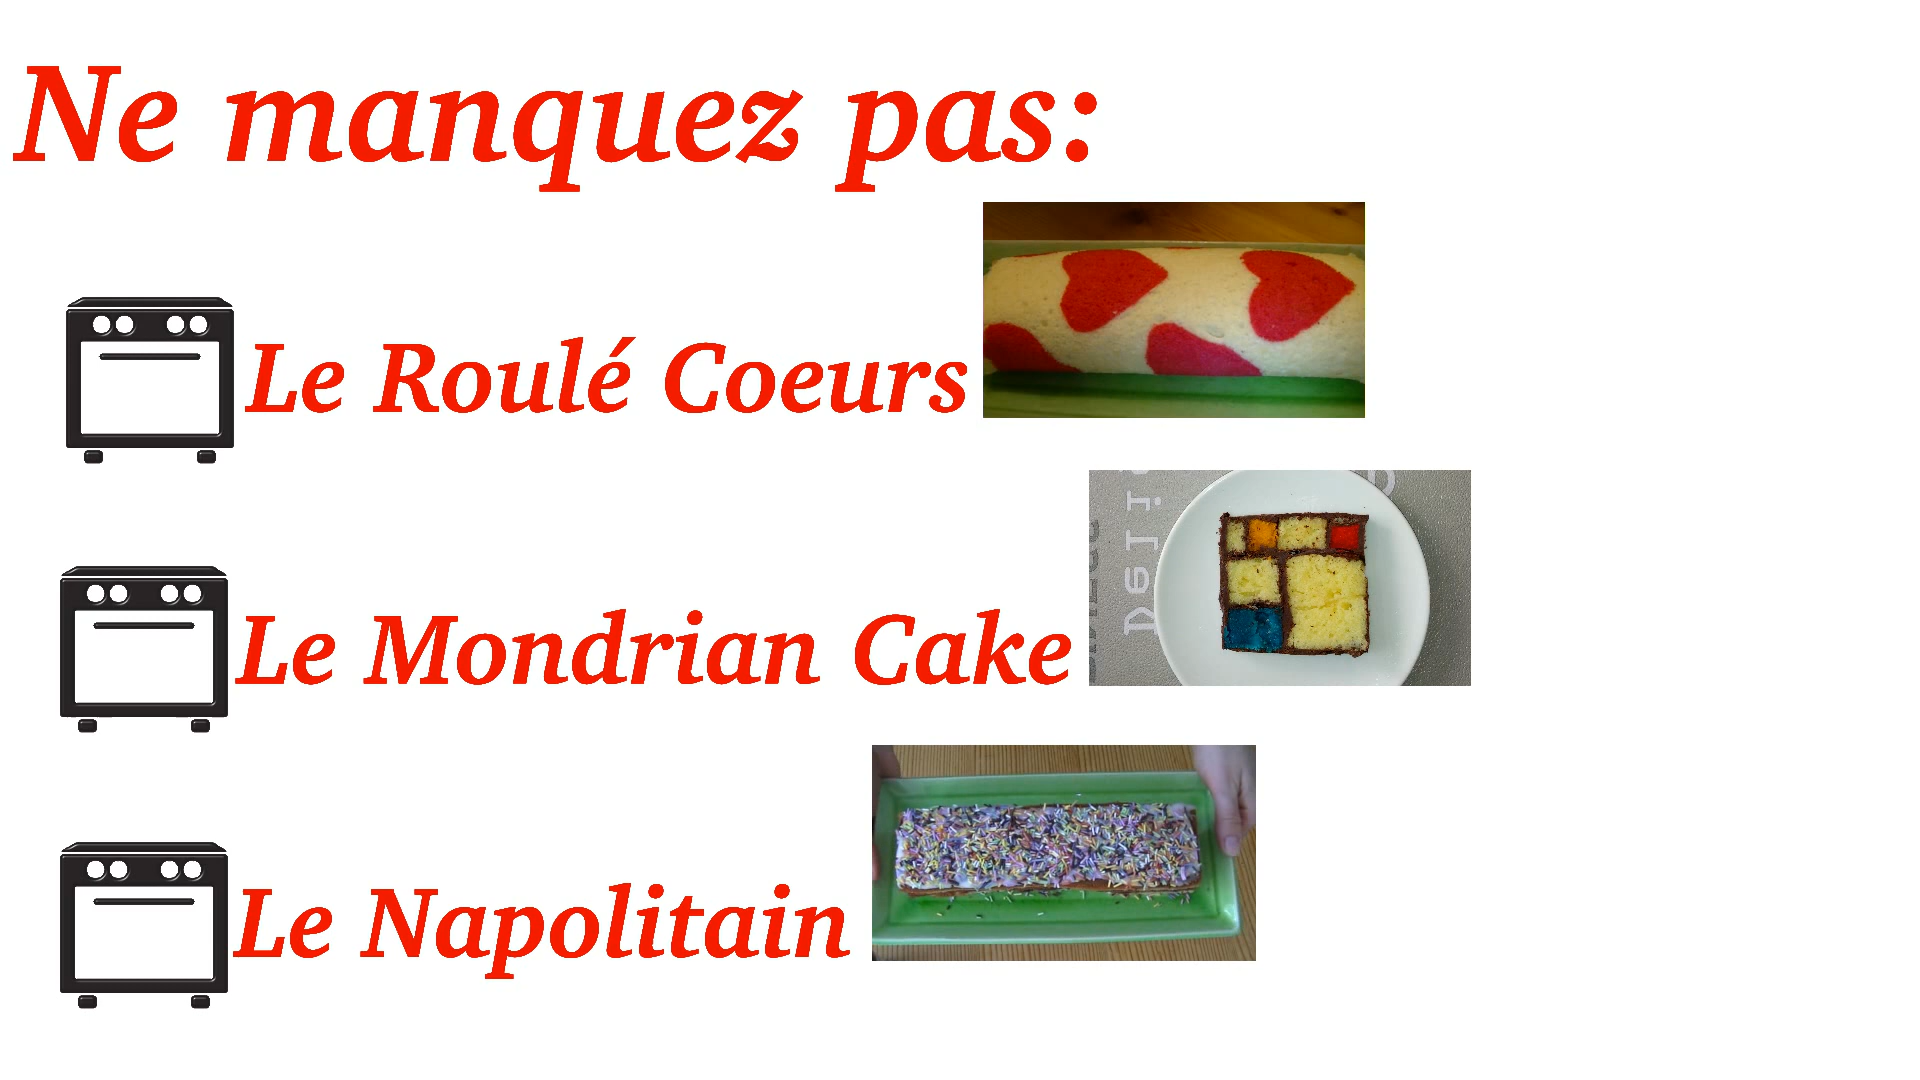 Ne manquez pas:
Le Roulé Coeurs
Le Mondrian Cake
Le Napolitain